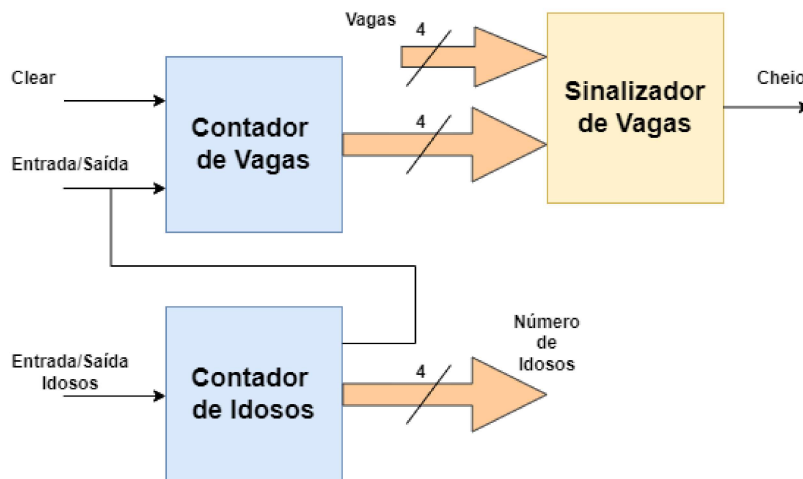 Vagas
4
Clear
Contador
de Vagas
4
Sinalizador
de Vagas
Cheio
Entrada/Saída
Entrada/Saída
Idosos
Contador
de Idosos
4
Número
de
Idosos